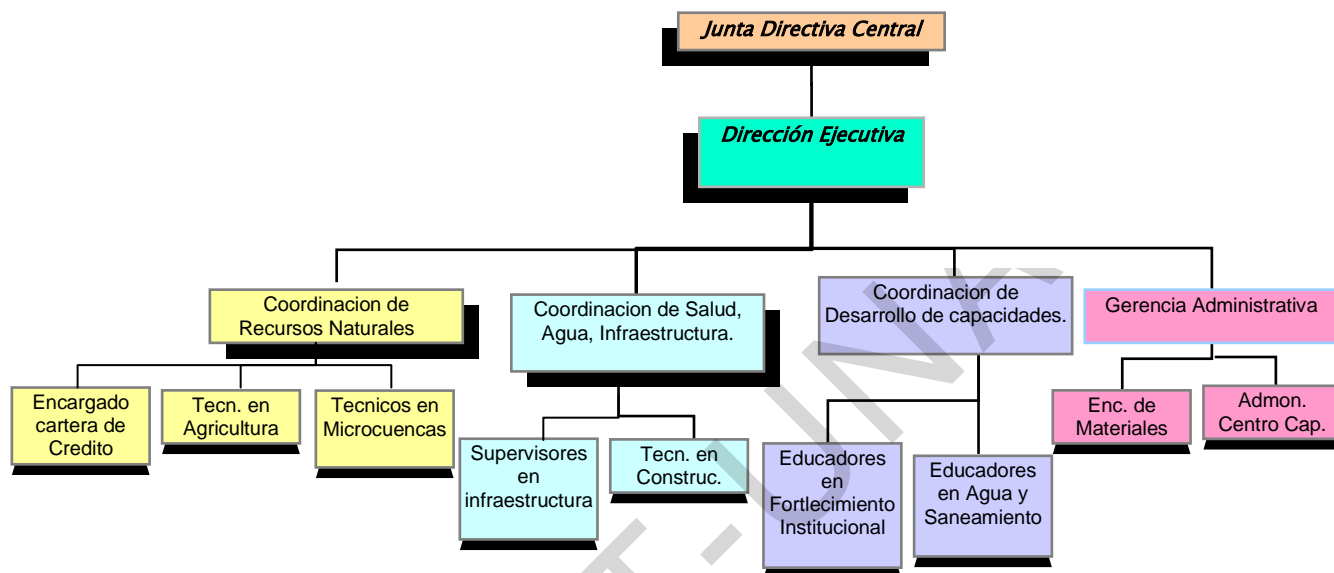 Junta Directiva Central
Dirección Ejecutiva
Coordinacion de
Recursos Naturales
Coordinacion de Salud,
Agua, Infraestructura.
Coordinacion de
Desarrollo de capacidades.
Gerencia Administrativa
Encargado
cartera de
Credito
Tecn. en
Agricultura
Tecnicos en
Microcuencas
Supervisores
en
infraestructura
Tecn. en
Construc.
Educadores
en
Fortlecimiento
Institucional
Educadores
en Agua y
Saneamiento
Enc. de
Materiales
Admon.
Centro Cap.